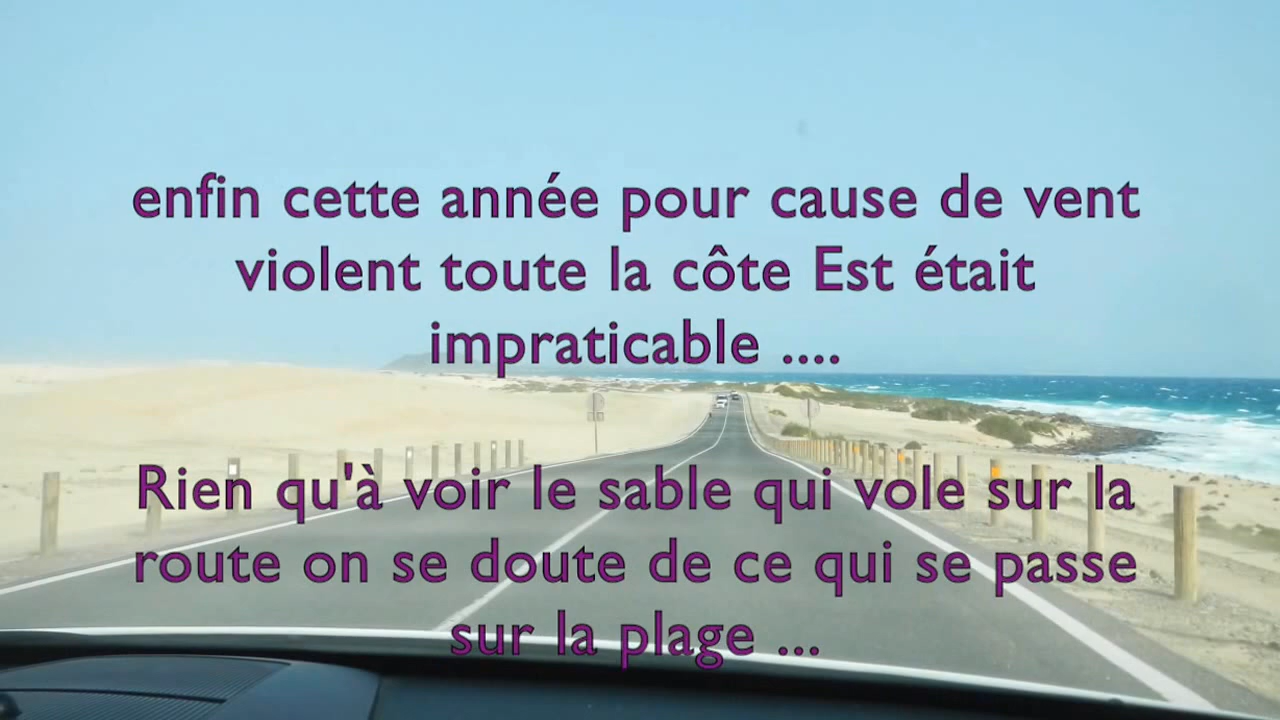 enfin cette année pour cause de vent
violent toute la côte Est était
impraticable ....
Rien qu'à voir le sable qui vole sur la
route on se doute de ce qui se passe
sur la plage ...